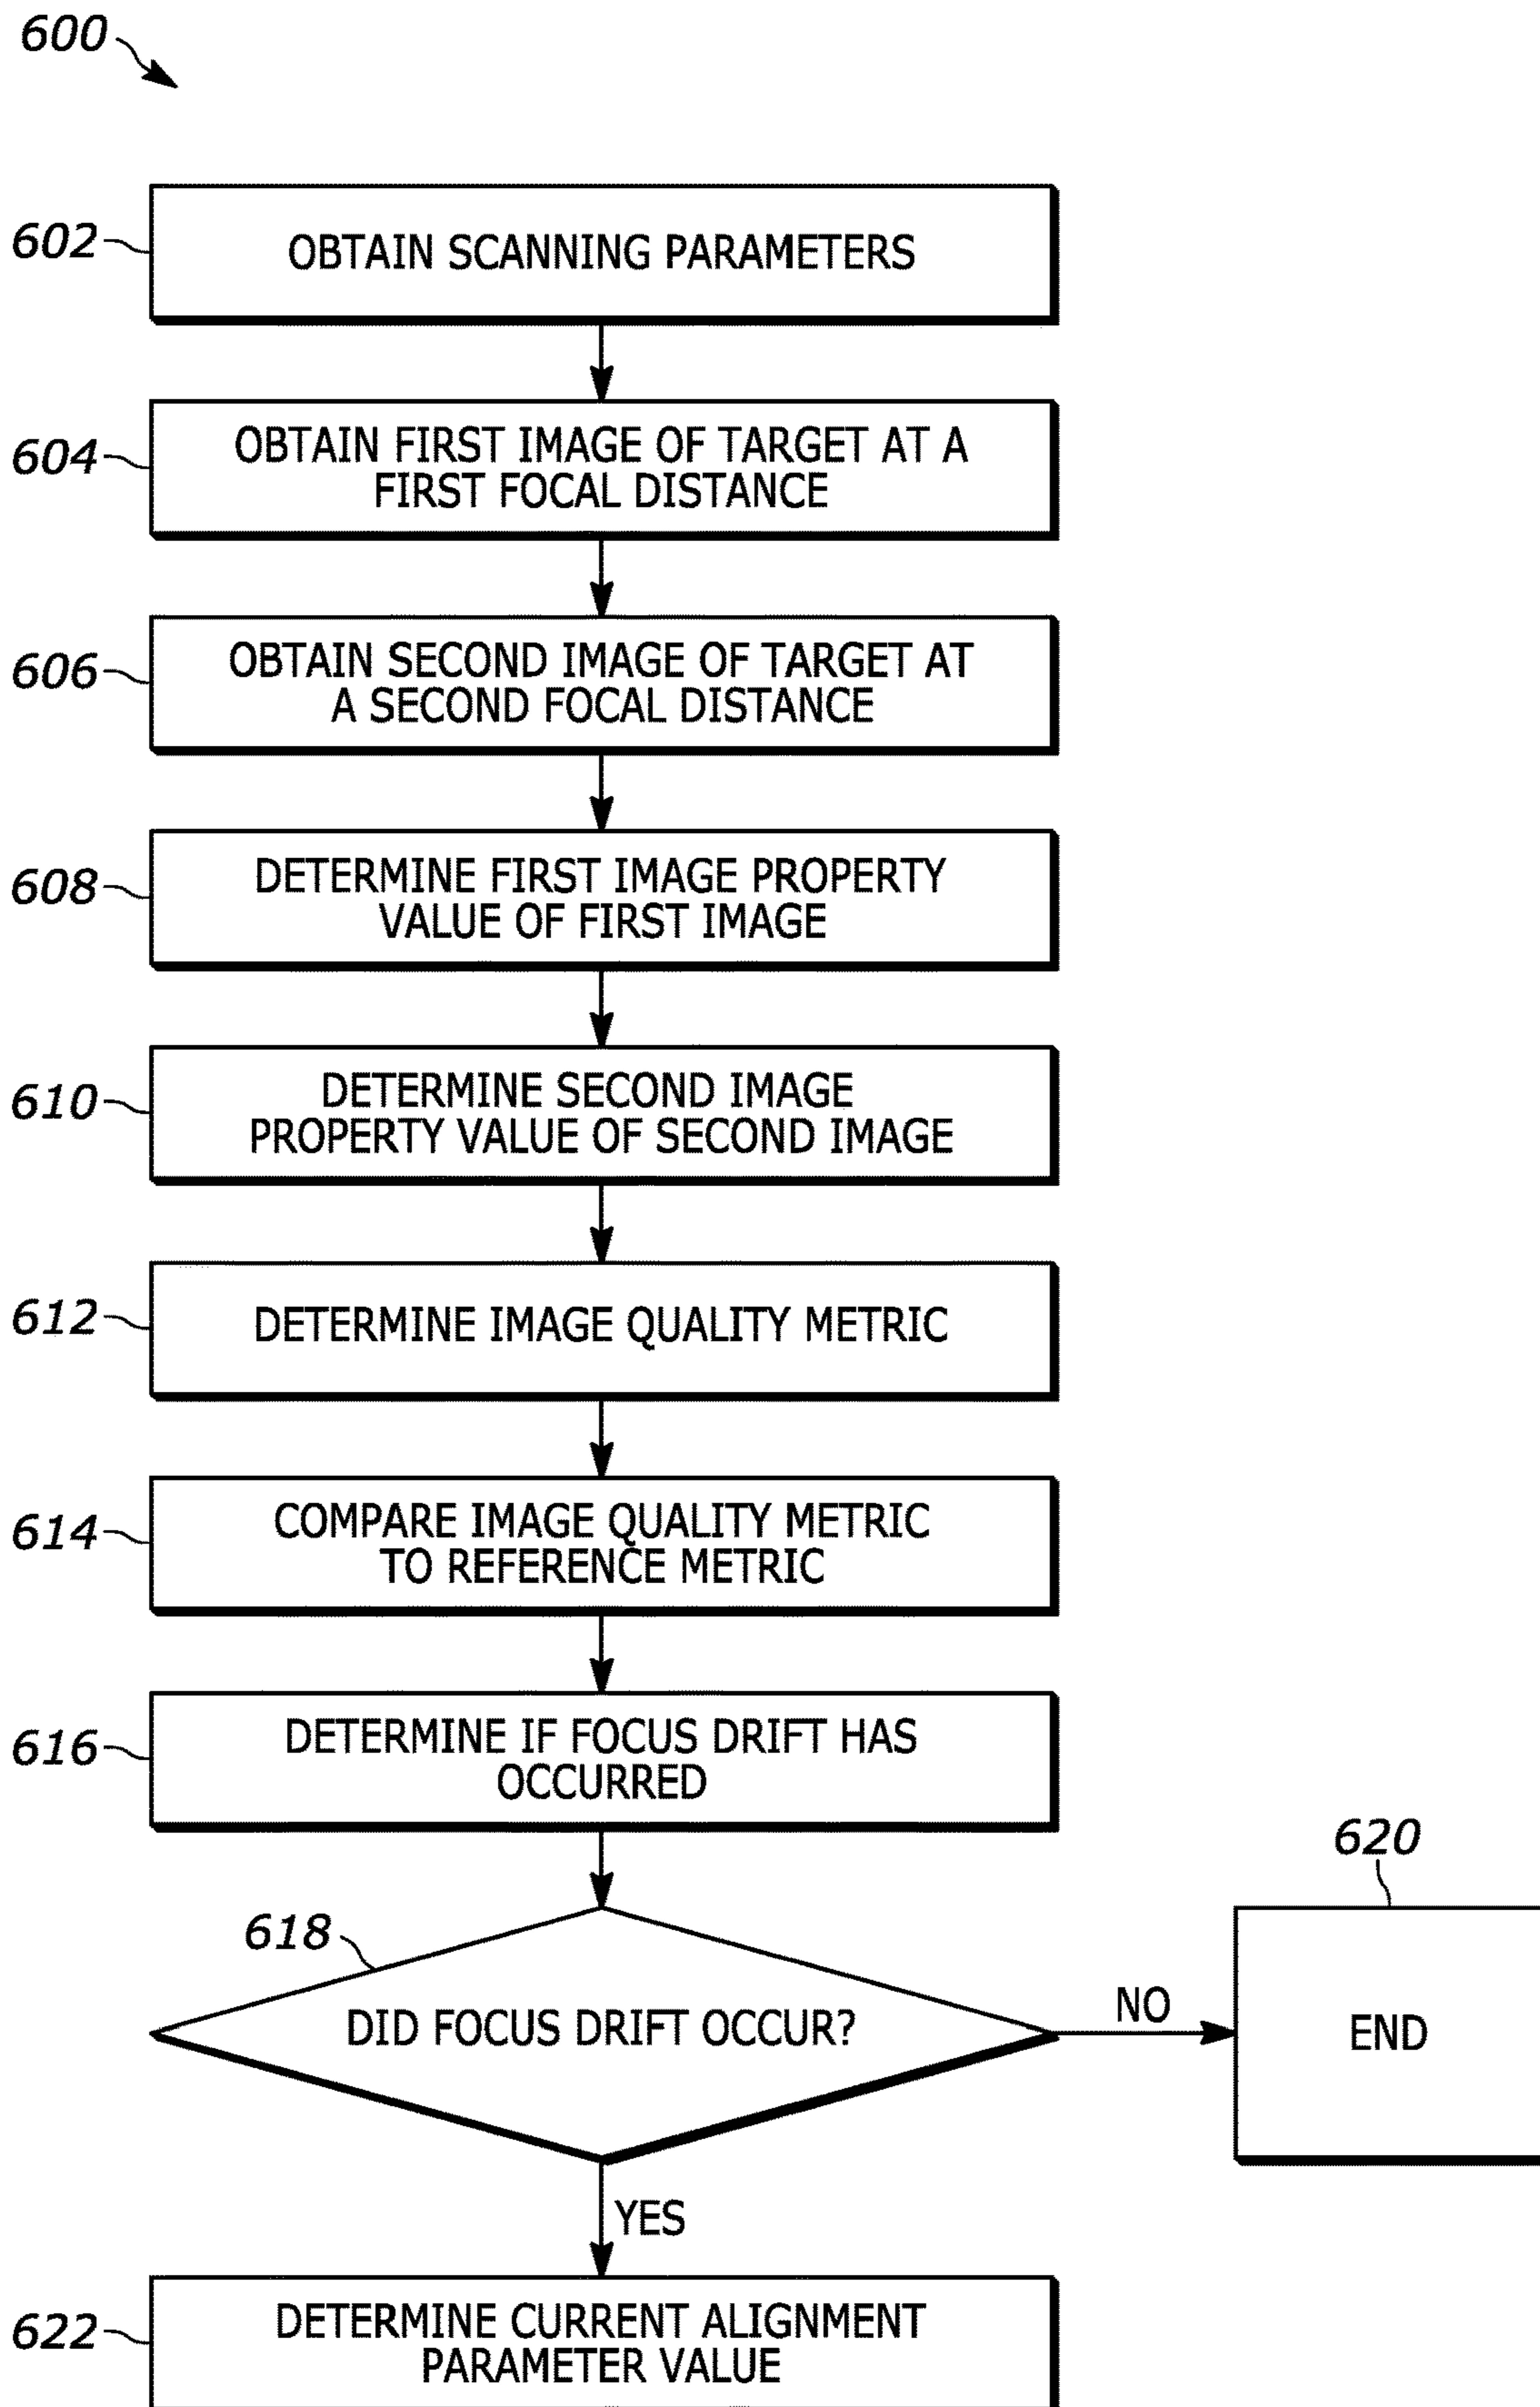 600
602
OBTAIN SCANNING PARAMETERS
604
OBTAIN FIRST IMAGE OF TARGET AT A
FIRST FOCAL DISTANCE
606
OBTAIN SECOND IMAGE OF TARGET AT
A SECOND FOCAL DISTANCE
608
DETERMINE FIRST IMAGE PROPERTY
VALUE OF FIRST IMAGE
610
DETERMINE SECOND IMAGE
PROPERTY VALUE OF SECOND IMAGE
612
DETERMINE IMAGE QUALITY METRIC
614
COMPARE IMAGE QUALITY METRIC
TO REFERENCE METRIC
616
DETERMINE IF FOCUS DRIFT HAS
OCCURRED
618
DID FOCUS DRIFT OCCUR?
NO
620
END
YES
622
DETERMINE CURRENT ALIGNMENT
PARAMETER VALUE